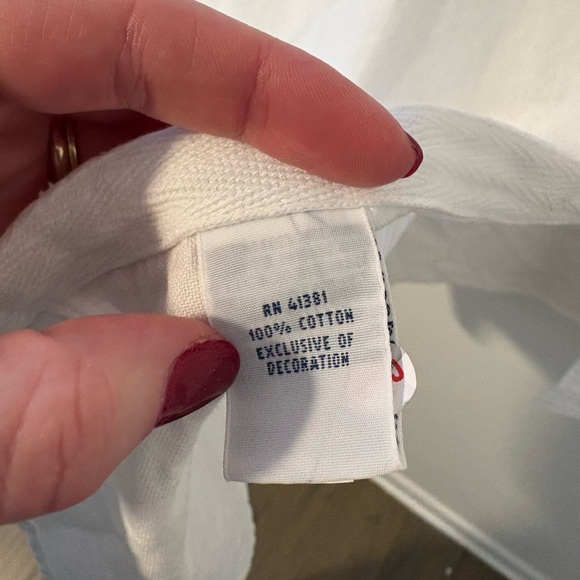 RN 41381
100% COTTON
EXCLUSIVE OF
DECORATION